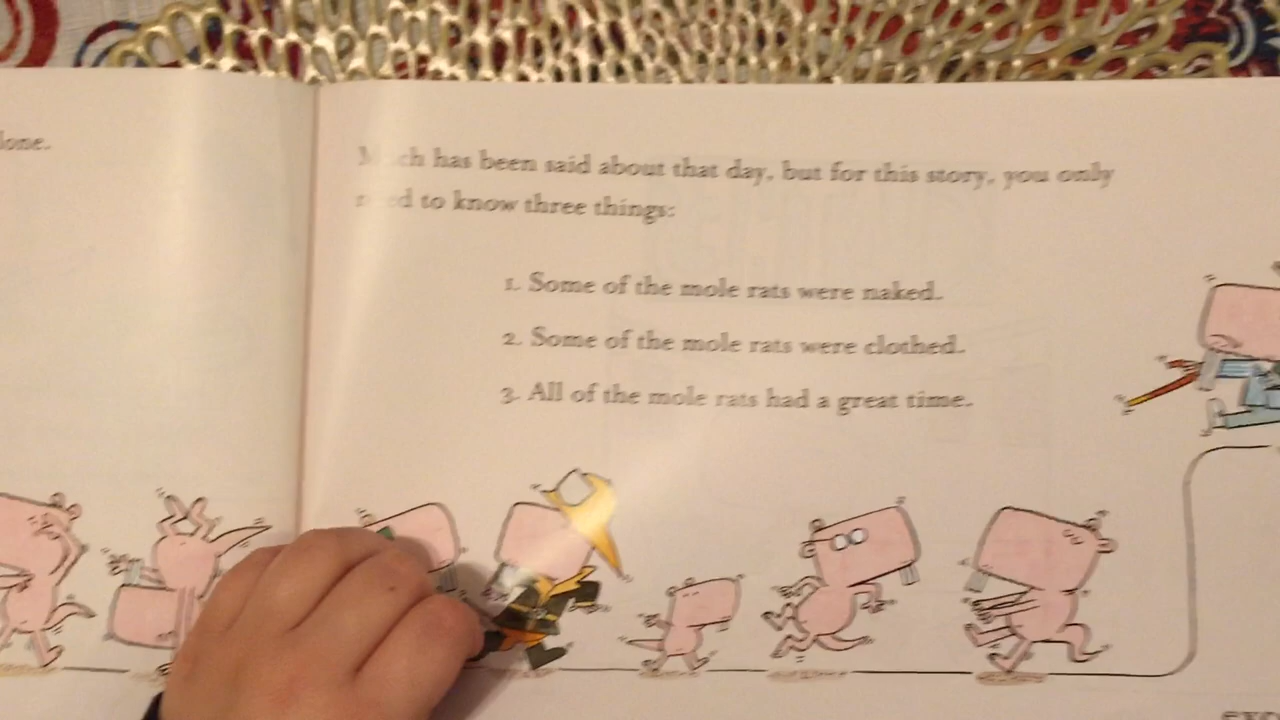 lone.
Much has been said about that day, but for this story, you only
need to know three things:
1. Some of the mole rats were naked.
2. Some of the mole rats were clothed.
3. All of the mole rats had a great time.